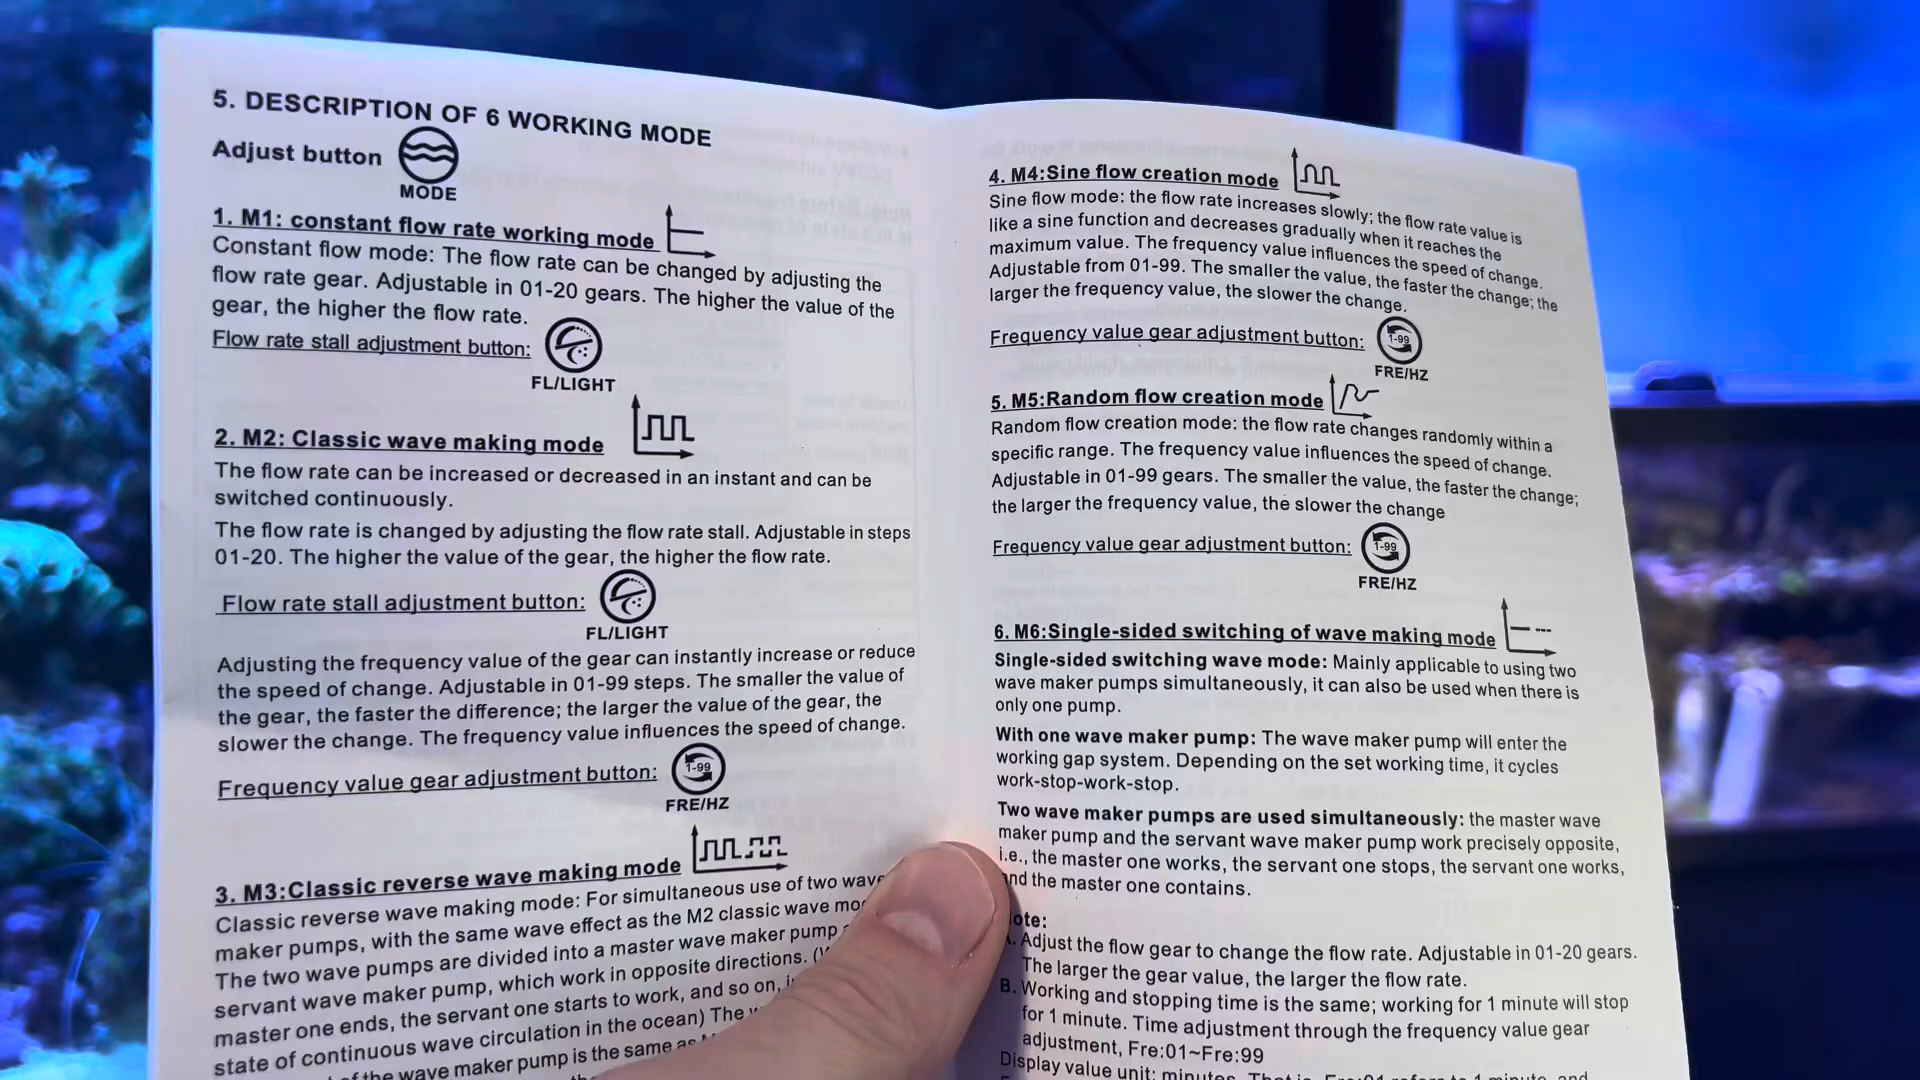 5. DESCRIPTION OF 6 WORKING MODE
Adjust button
MODE
1. M1: constant flow rate working mode
Constant flow mode: The flow rate can be changed by adjusting the
flow rate gear. Adjustable in 01-20 gears. The higher the value of the
gear, the higher the flow rate.
Flow rate stall adjustment button:
FL/LIGHT
2. M2: Classic wave making mode
The flow rate can be increased or decreased in an instant and can be
switched continuously.
The flow rate is changed by adjusting the flow rate stall. Adjustable in steps
01-20. The higher the value of the gear, the higher the flow rate.
Flow rate stall adjustment button:
FL/LIGHT
Adjusting the frequency value of the gear can instantly increase or reduce
the speed of change. Adjustable in 01-99 steps. The smaller the value of
the gear, the faster the difference; the larger the value of the gear, the
slower the change. The frequency value influences the speed of change.
Frequency value gear adjustment button:
1-99
FRE/HZ
3. M3:Classic reverse wave making mode
Classic reverse wave making mode: For simultaneous use of two wave
maker pumps, with the same wave effect as the M2 classic wave
The two wave pumps are divided into a master wave maker pump
servant wave maker pump, which work in opposite directions.
master one ends, the servant one starts to work, and so on,
state of continuous wave circulation in the ocean) The
of the wave maker pump is the same as
4. M4:Sine flow creation mode
Sine flow mode: the flow rate increases slowly; the flow rate value is
like a sine function and decreases gradually when it reaches the
maximum value. The frequency value influences the speed of change.
Adjustable from 01-99. The smaller the value, the faster the change; the
larger the frequency value, the slower the change.
Frequency value gear adjustment button:
1-99
FRE/HZ
5. M5:Random flow creation mode
Random flow creation mode: the flow rate changes randomly within a
specific range. The frequency value influences the speed of change.
Adjustable in 01-99 gears. The smaller the value, the faster the change;
the larger the frequency value, the slower the change
Frequency value gear adjustment button:
1-99
FRE/HZ
6. M6:Single-sided switching of wave making mode
Single-sided switching wave mode: Mainly applicable to using two
wave maker pumps simultaneously, it can also be used when there is
only one pump.
With one wave maker pump: The wave maker pump will enter the
working gap system. Depending on the set working time, it cycles
work-stop-work-stop.
Two wave maker pumps are used simultaneously: the master wave
maker pump and the servant wave maker pump work precisely opposite,
i.e., the master one works, the servant one stops, the servant one works,
and the master one contains.
ote:
Adjust the flow gear to change the flow rate. Adjustable in 01-20 gears.
The larger the gear value, the larger the flow rate.
B. Working and stopping time is the same; working for 1 minute will stop
for 1 minute. Time adjustment through the frequency value gear
adjustment, Fre:01~Fre:99
Display value unit: minutes. That is, Fre:01 refers to 1 minute, and